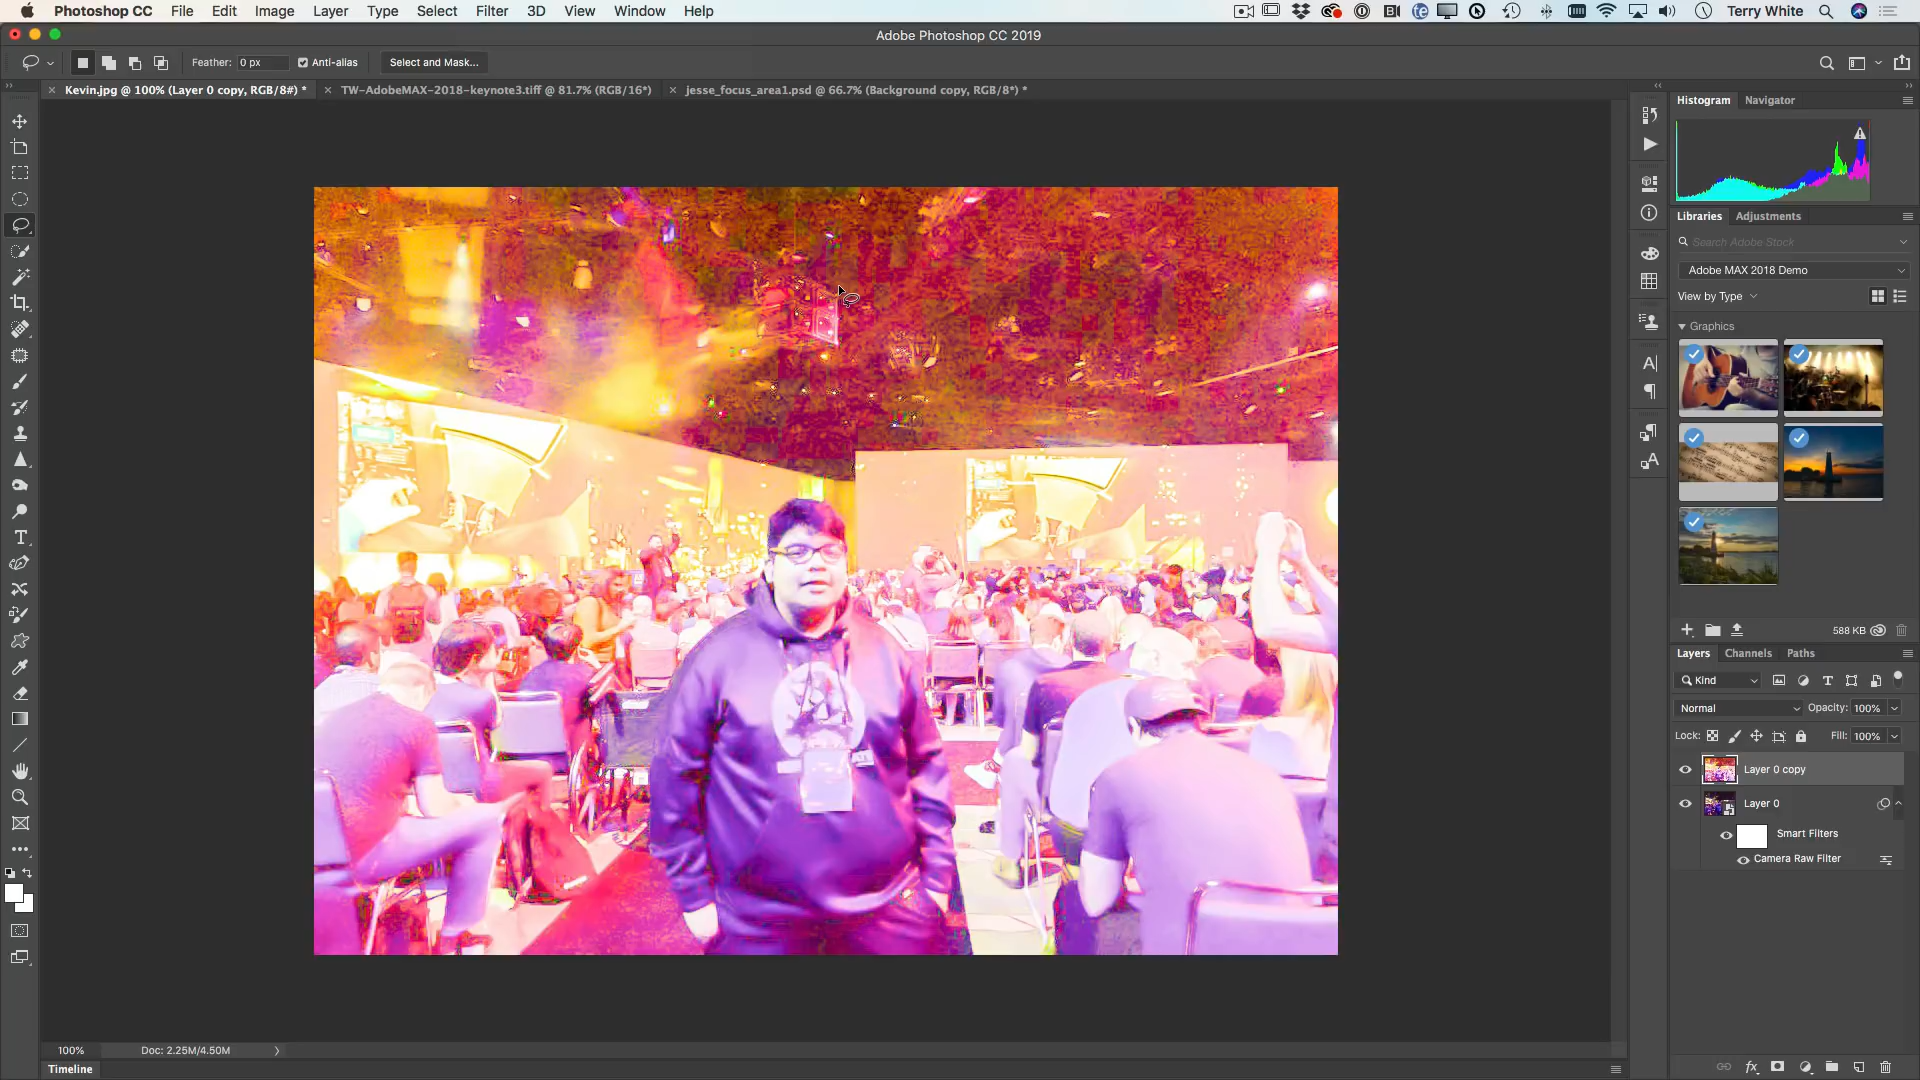 Photoshop CC File Edit Image Layer Type Select Filter 3D View Window Help Terry White
Adobe Photoshop CC 2019
Feather: 0 px Anti-alias Select and Mask...
Kevin.jpg @ 100% (Layer 0 copy, RGB/8#) * TW-AdobeMAX-2018-keynote3.tiff @ 81.7% (RGB/16*) jesse_focus_area1.psd @ 66.7% (Background copy, RGB/8*) *
Histogram Navigator
Libraries Adjustments
Search Adobe Stock
Adobe MAX 2018 Demo
View by Type
Graphics
588 KB
Layers Channels Paths
Kind
Normal Opacity: 100%
Lock: Fill: 100%
Layer 0 copy
Layer 0
Smart Filters
Camera Raw Filter
100% Doc: 2.25M/4.50M
Timeline